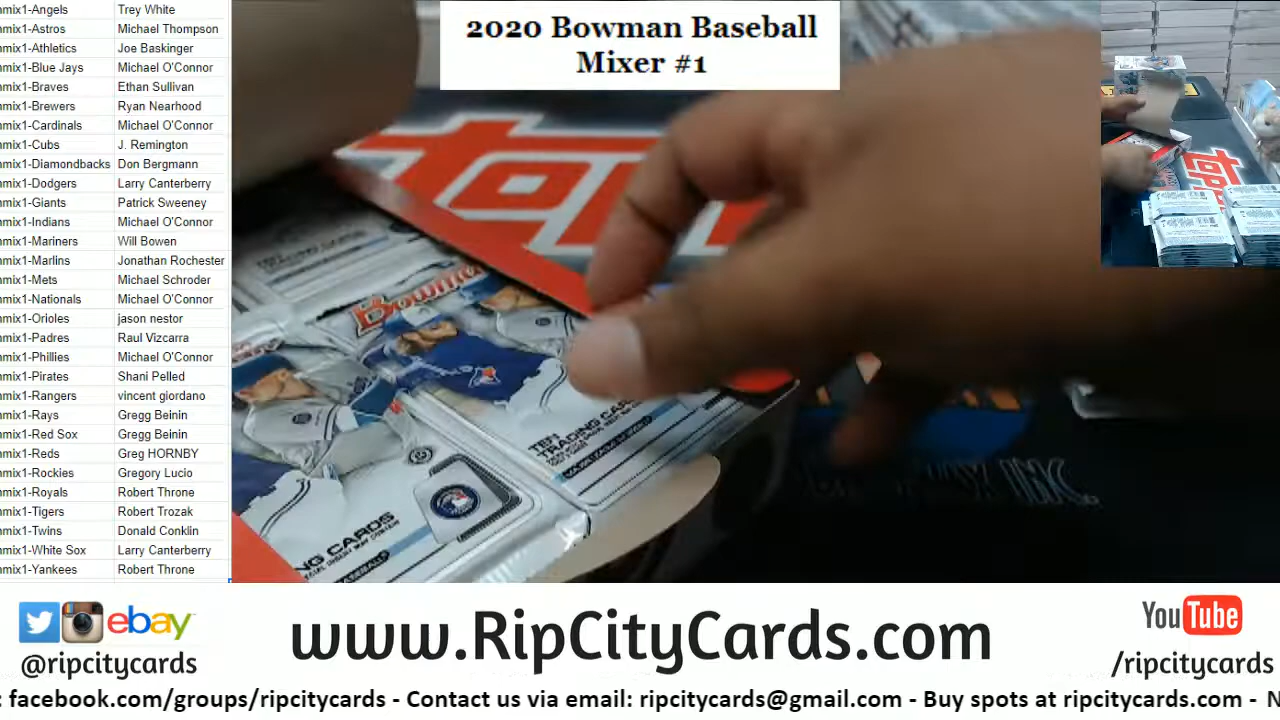 2020 Bowman Baseball
Mixer #1
mix1-Angels Trey White
mix1-Astros Michael Thompson
mix1-Athletics Joe Baskinger
mix1-Blue Jays Michael O'Connor
mix1-Braves Ethan Sullivan
mix1-Brewers Ryan Nearhood
mix1-Cardinals Michael O'Connor
mix1-Cubs J. Remington
mix1-Diamondbacks Don Bergmann
mix1-Dodgers Larry Canterberry
mix1-Giants Patrick Sweeney
mix1-Indians Michael O'Connor
mix1-Mariners Will Bowen
mix1-Marlins Jonathan Rochester
mix1-Mets Michael Schroder
mix1-Nationals Michael O'Connor
mix1-Orioles jason nestor
mix1-Padres Raul Vizcarra
mix1-Phillies Michael O'Connor
mix1-Pirates Shani Pelled
mix1-Rangers vincent giordano
mix1-Rays Gregg Beinin
mix1-Red Sox Gregg Beinin
mix1-Reds Greg HORNBY
mix1-Rockies Gregory Lucio
mix1-Royals Robert Throne
mix1-Tigers Robert Trozak
mix1-Twins Donald Conklin
mix1-White Sox Larry Canterberry
mix1-Yankees Robert Throne
TEN
TRADING CARDS
NG CARDS
BASEBALL
ebay
@ripcitycards
www.RipCityCards.com
YouTube
/ripcitycards
: facebook.com/groups/ripcitycards - Contact us via email: ripcitycards@gmail.com - Buy spots at ripcitycards.com - N